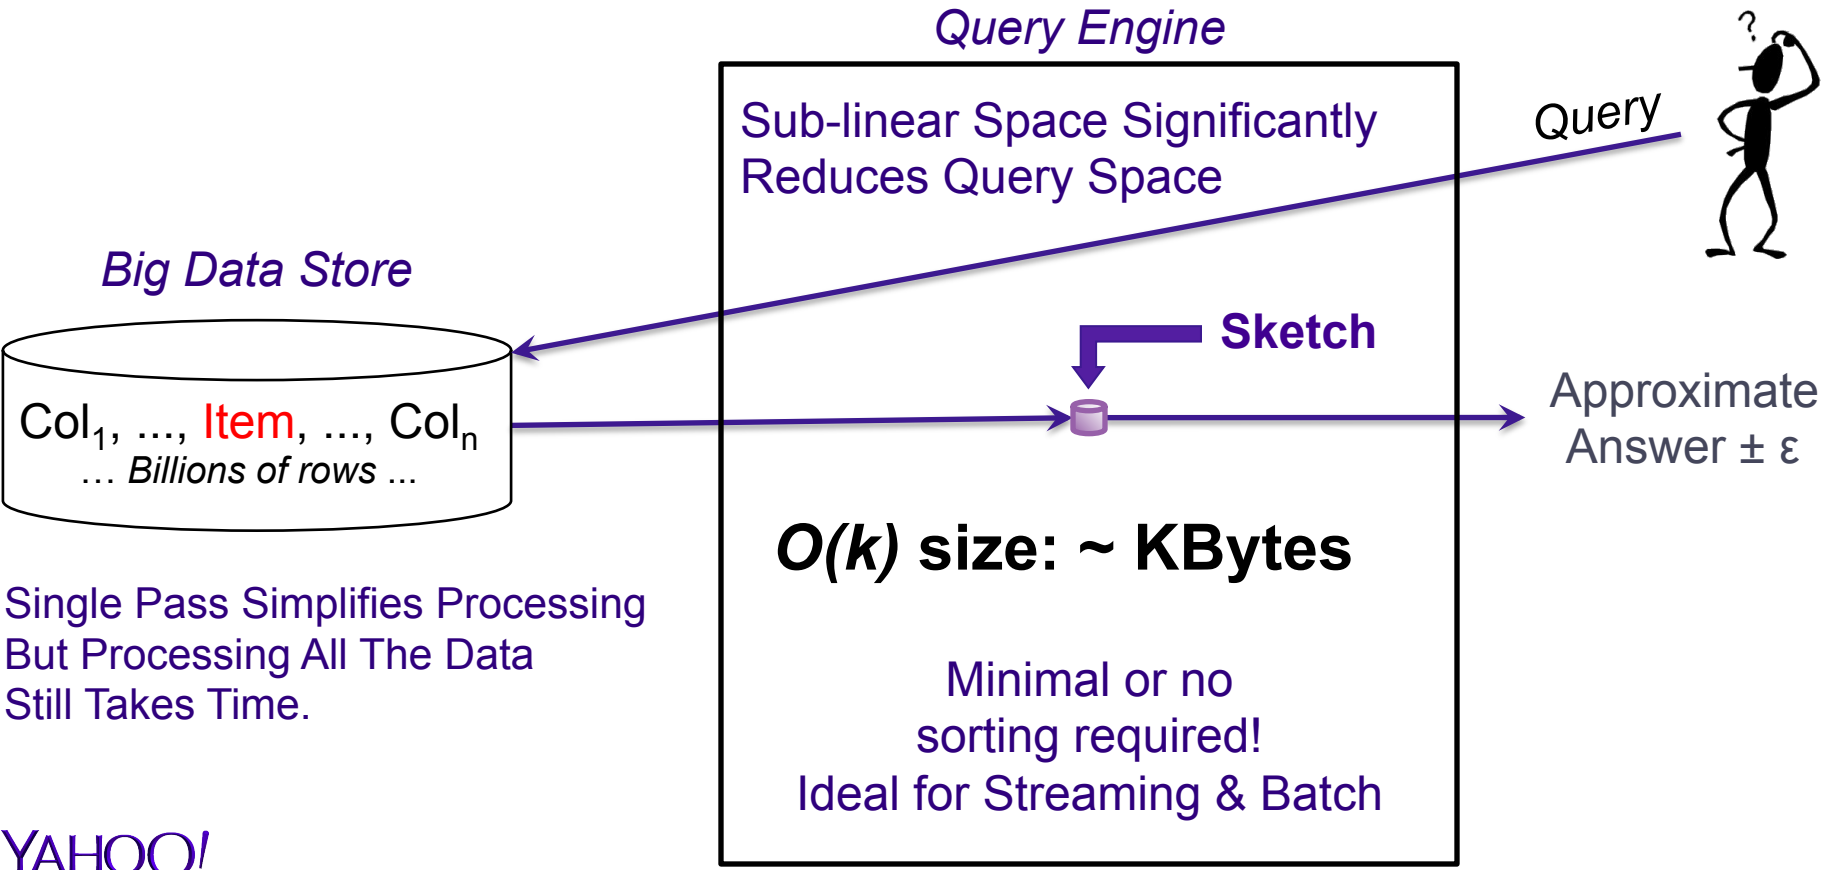 Query Engine
?
Sub-linear Space Significantly
Reduces Query Space
Query
Big Data Store
Sketch
Col1, ..., Item, ..., Coln
... Billions of rows ...
Approximate
Answer ± ε
O(k) size: ~ KBytes
Single Pass Simplifies Processing
But Processing All The Data
Still Takes Time.
Minimal or no
sorting required!
Ideal for Streaming & Batch
YAHOO!